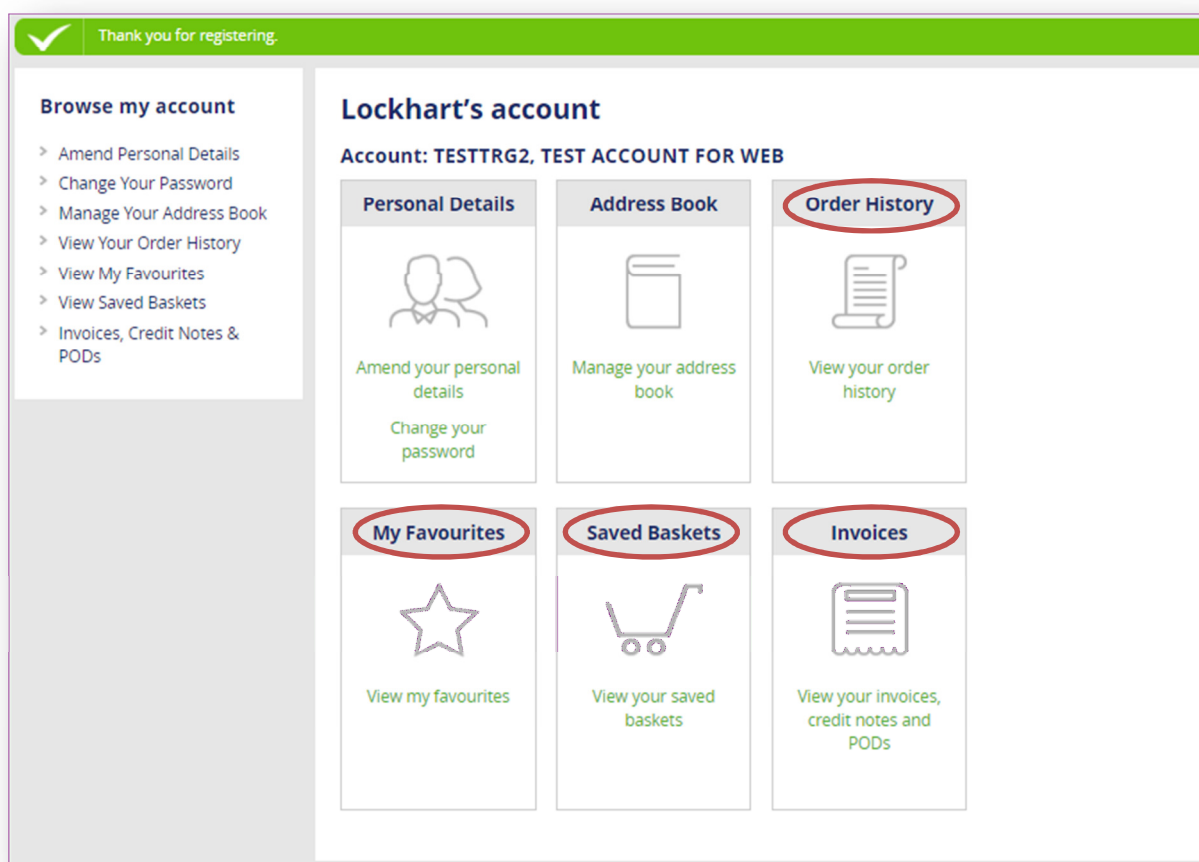 Thank you for registering.
Browse my account
Amend Personal Details
Change Your Password
Manage Your Address Book
View Your Order History
View My Favourites
View Saved Baskets
Invoices, Credit Notes &
PODs
Lockhart's account
Account: TESTTRG2, TEST ACCOUNT FOR WEB
Personal Details
Amend your personal
details
Change your
password
Address Book
Manage your address
book
Order History
View your order
history
My Favourites
View my favourites
Saved Baskets
View your saved
baskets
Invoices
View your invoices,
credit notes and
PODs